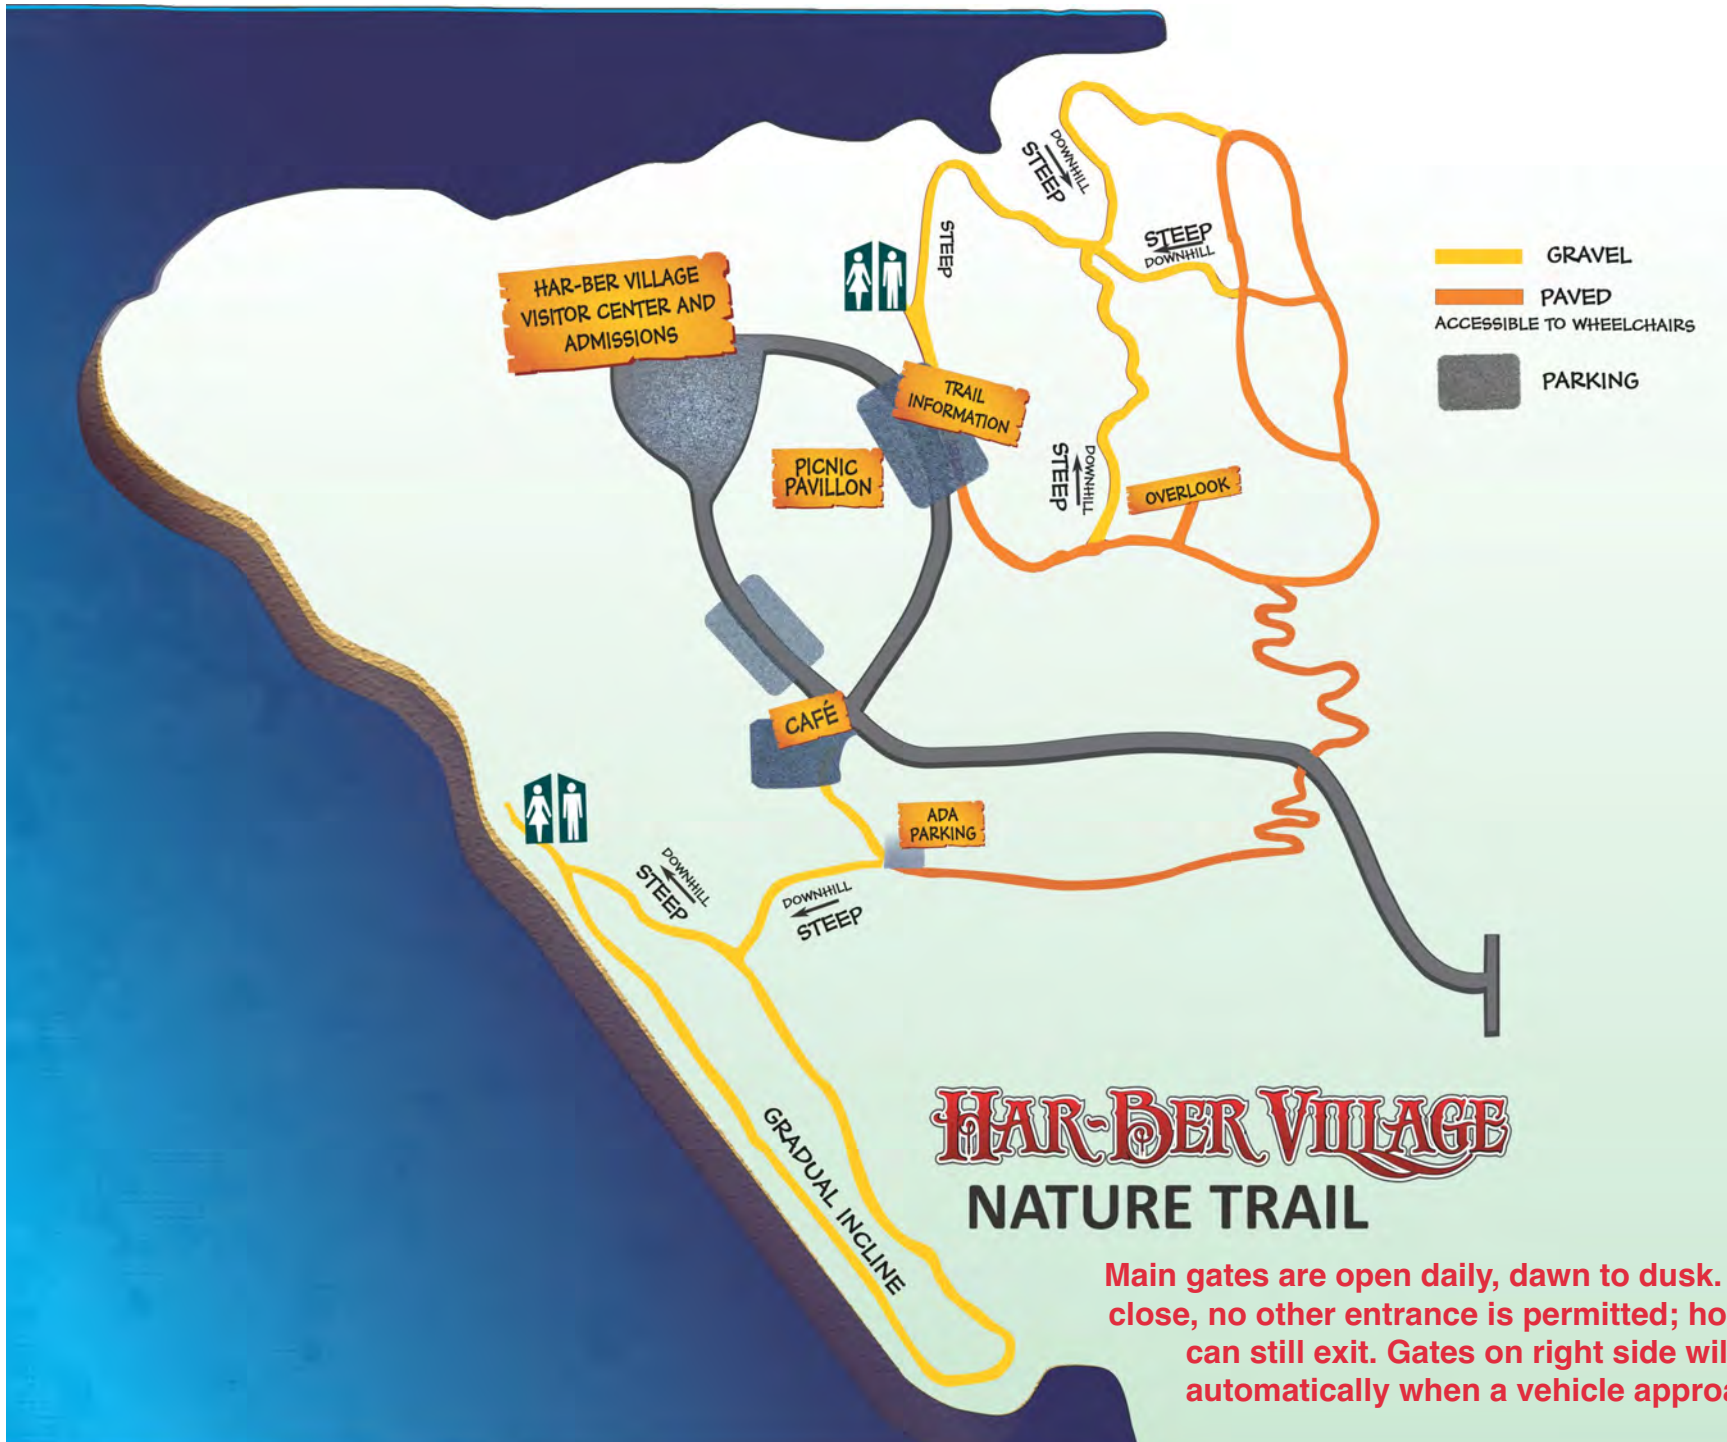 DOWNHILL
STEEP
STEEP
STEEP
DOWNHILL
GRAVEL
PAVED
ACCESSIBLE TO WHEELCHAIRS
PARKING
HAR-BER VILLAGE
VISITOR CENTER AND
ADMISSIONS
TRAIL
INFORMATION
PICNIC
PAVILLON
DOWNHILL
STEEP
OVERLOOK
CAFÉ
ADA
PARKING
DOWNHILL
STEEP
DOWNHILL
STEEP
GRADUAL INCLINE
HAR-BER VILLAGE
NATURE TRAIL
Main gates are open daily, dawn to dusk.
close, no other entrance is permitted; ho
can still exit. Gates on right side wil
automatically when a vehicle approa